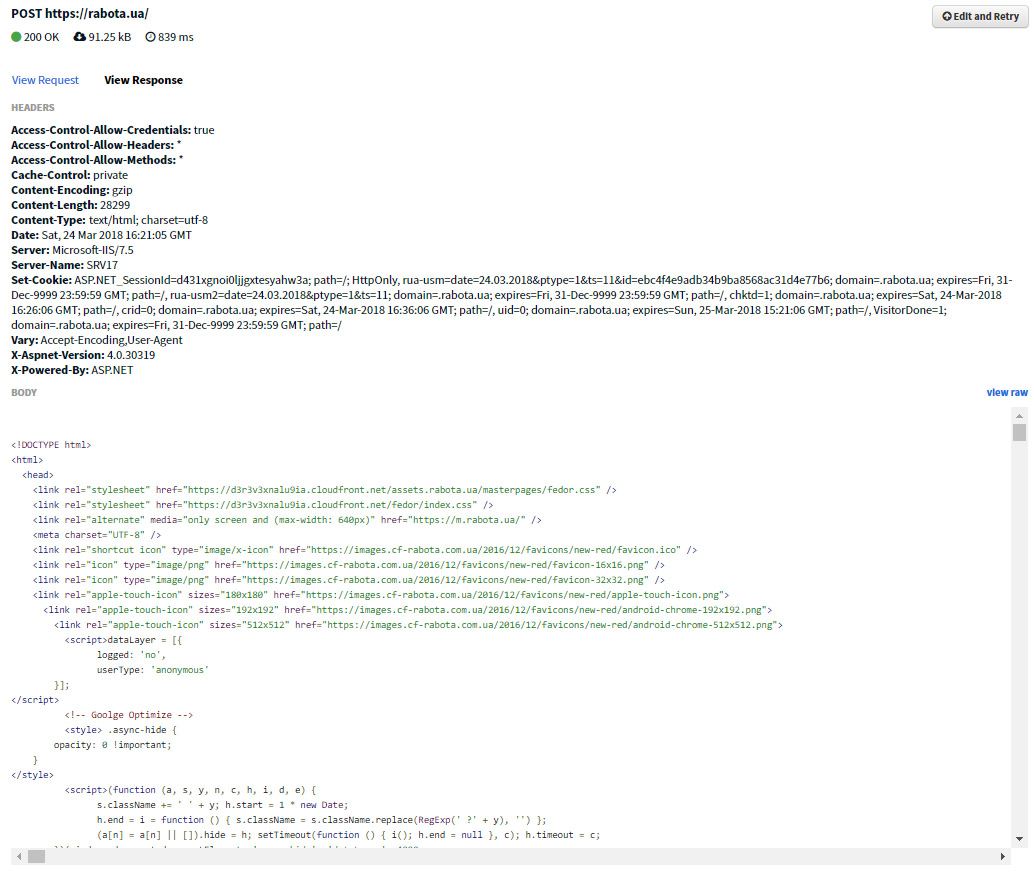 POST https://rabota.ua/
Edit and Retry
200 OK 91.25 kB 839 ms
View Request View Response
HEADERS
Access-Control-Allow-Credentials: true
Access-Control-Allow-Headers: *
Access-Control-Allow-Methods: *
Cache-Control: private
Content-Encoding: gzip
Content-Length: 28299
Content-Type: text/html; charset=utf-8
Date: Sat, 24 Mar 2018 16:21:05 GMT
Server: Microsoft-IIS/7.5
Server-Name: SRV17
Set-Cookie: ASP.NET_SessionId=d431xgnoi0ljjgxtesyahw3a; path=/; HttpOnly, rua-usm=date=24.03.2018&ptype=1&ts=11&id=ebc4f4e9adb34b9ba8568ac31d4e77b6; domain=.rabota.ua; expires=Fri, 31-
Dec-9999 23:59:59 GMT; path=/, rua-usm2=date=24.03.2018&ptype=1&ts=11; domain=.rabota.ua; expires=Fri, 31-Dec-9999 23:59:59 GMT; path=/, chktd=1; domain=.rabota.ua; expires=Sat, 24-Mar-2018
16:26:06 GMT; path=/, crid=0; domain=.rabota.ua; expires=Sat, 24-Mar-2018 16:36:06 GMT; path=/, uid=0; domain=.rabota.ua; expires=Sun, 25-Mar-2018 15:21:06 GMT; path=/, VisitorDone=1;
domain=.rabota.ua; expires=Fri, 31-Dec-9999 23:59:59 GMT; path=/
Vary: Accept-Encoding,User-Agent
X-Aspnet-Version: 4.0.30319
X-Powered-By: ASP.NET
BODY
view raw
<!DOCTYPE html>
<html>
<head>
<link rel="stylesheet" href="https://d3r3v3xnalu9ia.cloudfront.net/assets.rabota.ua/masterpages/fedor.css" />
<link rel="stylesheet" href="https://d3r3v3xnalu9ia.cloudfront.net/fedor/index.css" />
<link rel="alternate" media="only screen and (max-width: 640px)" href="https://m.rabota.ua/" />
<meta charset="UTF-8" />
<link rel="shortcut icon" type="image/x-icon" href="https://images.cf-rabota.com.ua/2016/12/favicons/new-red/favicon.ico" />
<link rel="icon" type="image/png" href="https://images.cf-rabota.com.ua/2016/12/favicons/new-red/favicon-16x16.png" />
<link rel="icon" type="image/png" href="https://images.cf-rabota.com.ua/2016/12/favicons/new-red/favicon-32x32.png" />
<link rel="apple-touch-icon" sizes="180x180" href="https://images.cf-rabota.com.ua/2016/12/favicons/new-red/apple-touch-icon.png">
<link rel="apple-touch-icon" sizes="192x192" href="https://images.cf-rabota.com.ua/2016/12/favicons/new-red/android-chrome-192x192.png">
<link rel="apple-touch-icon" sizes="512x512" href="https://images.cf-rabota.com.ua/2016/12/favicons/new-red/android-chrome-512x512.png">
<script>dataLayer = [{
logged: 'no',
userType: 'anonymous'
}];
</script>
<!-- Goolge Optimize -->
<style> .async-hide {
opacity: 0 !important;
}
</style>
<script>(function (a, s, y, n, c, h, i, d, e) {
s.className += ' ' + y; h.start = 1 * new Date;
h.end = i = function () { s.className = s.className.replace(RegExp(' ?' + y), '') };
(a[n] = a[n] || []).hide = h; setTimeout(function () { i(); h.end = null }, c); h.timeout = c;